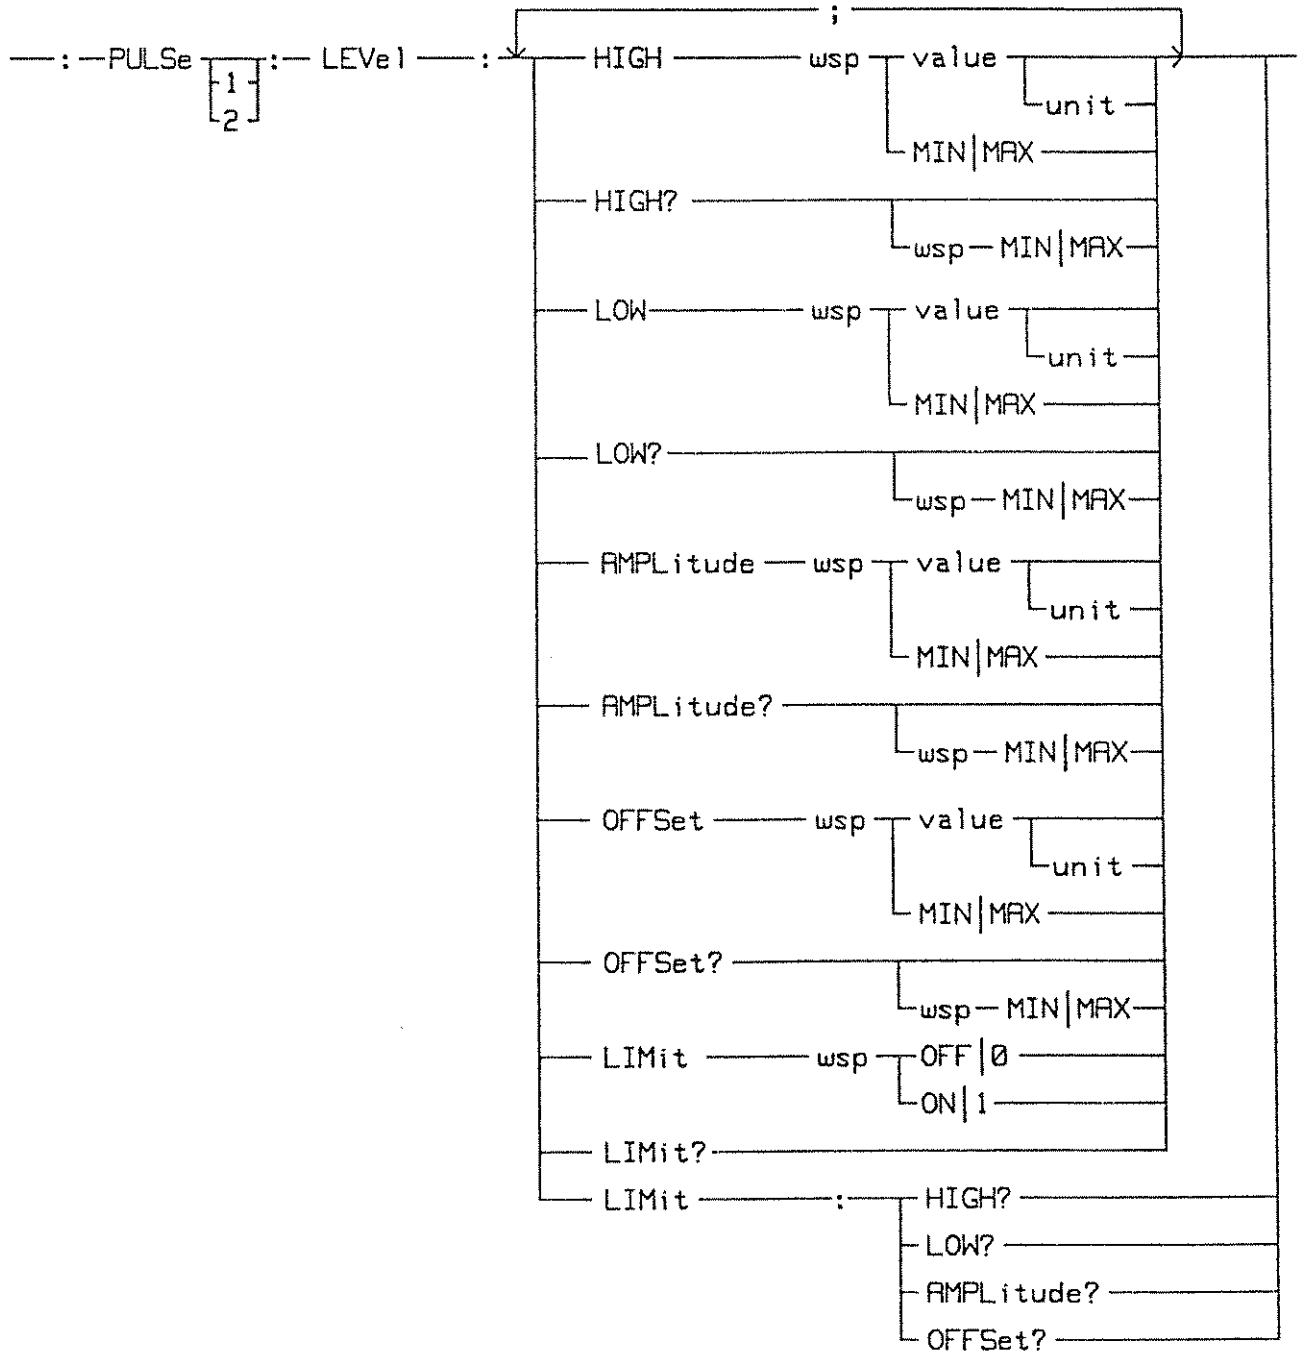 ;
: PULSe 1 2 : LEVel : HIGH wsp value
unit
MIN|MAX
HIGH?
wsp MIN|MAX
LOW wsp value
unit
MIN|MAX
LOW?
wsp MIN|MAX
AMPLitude wsp value
unit
MIN|MAX
AMPLitude?
wsp MIN|MAX
OFFSet wsp value
unit
MIN|MAX
OFFSet?
wsp MIN|MAX
LIMit wsp OFF|0
ON|1
LIMit?
LIMit : HIGH?
LOW?
AMPLitude?
OFFSet?